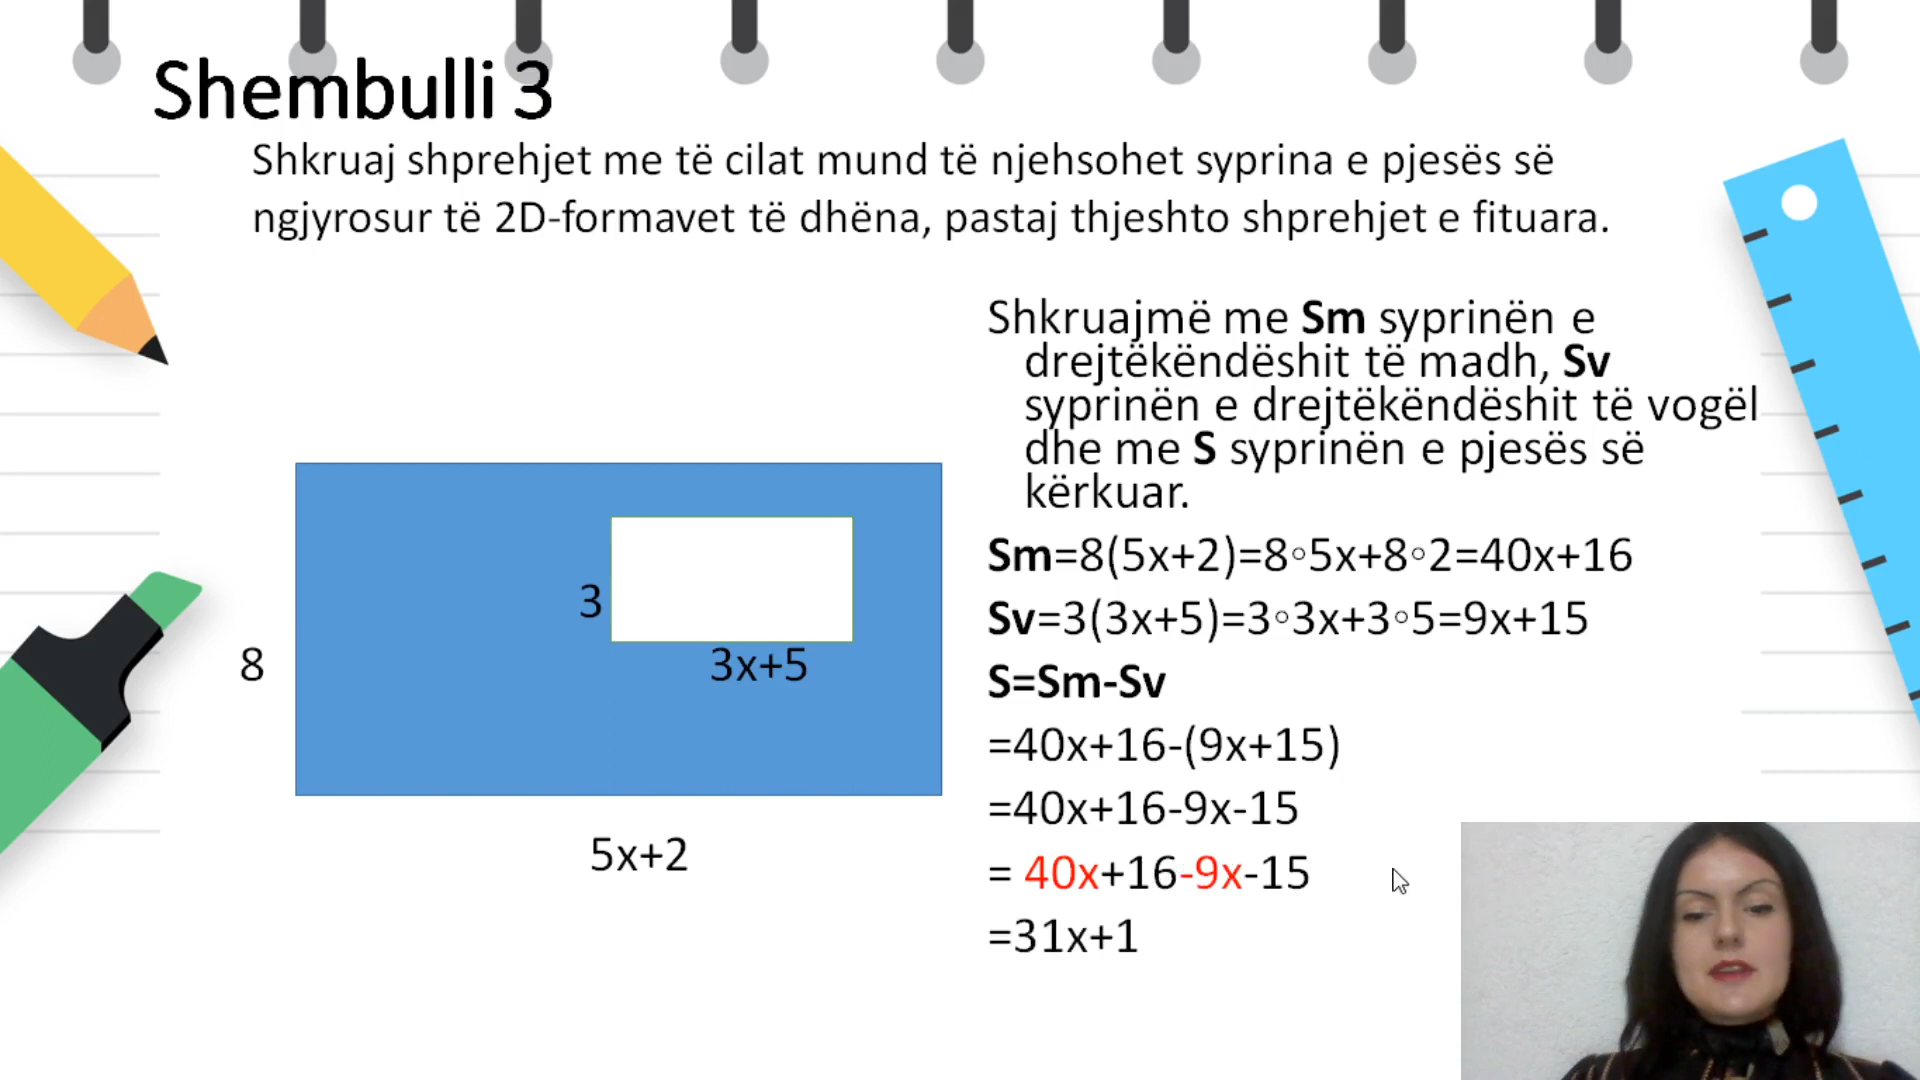 Shembulli 3
Shkruaj shprehjet me të cilat mund të njehsohet syprina e pjesës së
ngjyrosur të 2D-formavet të dhëna, pastaj thjeshto shprehjet e fituara.
8
3
3x+5
5x+2
Shkruajmë me Sm syprinën e
drejtëkëndëshit të madh, Sv
syprinën e drejtëkëndëshit të vogël
dhe me S syprinën e pjesës së
kërkuar.
Sm=8(5x+2)=8◦5x+8◦2=40x+16
Sv=3(3x+5)=3◦3x+3◦5=9x+15
S=Sm-Sv
=40x+16-(9x+15)
=40x+16-9x-15
= 40x+16-9x-15
=31x+1